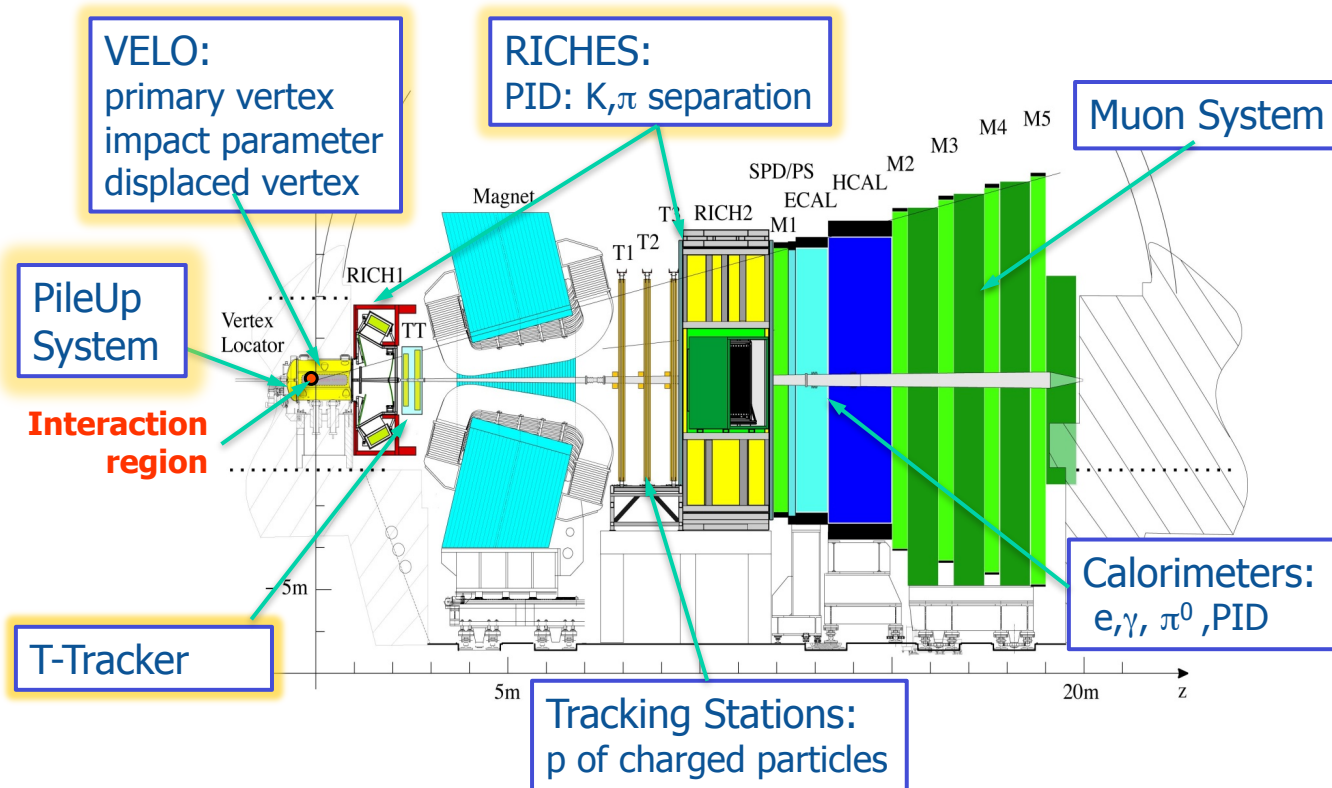 VELO:
primary vertex
impact parameter
displaced vertex
RICHES:
PID: K,π separation
Muon System
PileUp
System
Interaction
region
T-Tracker
Tracking Stations:
p of charged particles
Calorimeters:
e,γ, π⁰ ,PID
Vertex
Locator
RICH1
TT
Magnet
T1
T2
T3
RICH2
M1
SPD/PS
ECAL
HCAL
M2
M3
M4
M5
5m
5m
20m
z